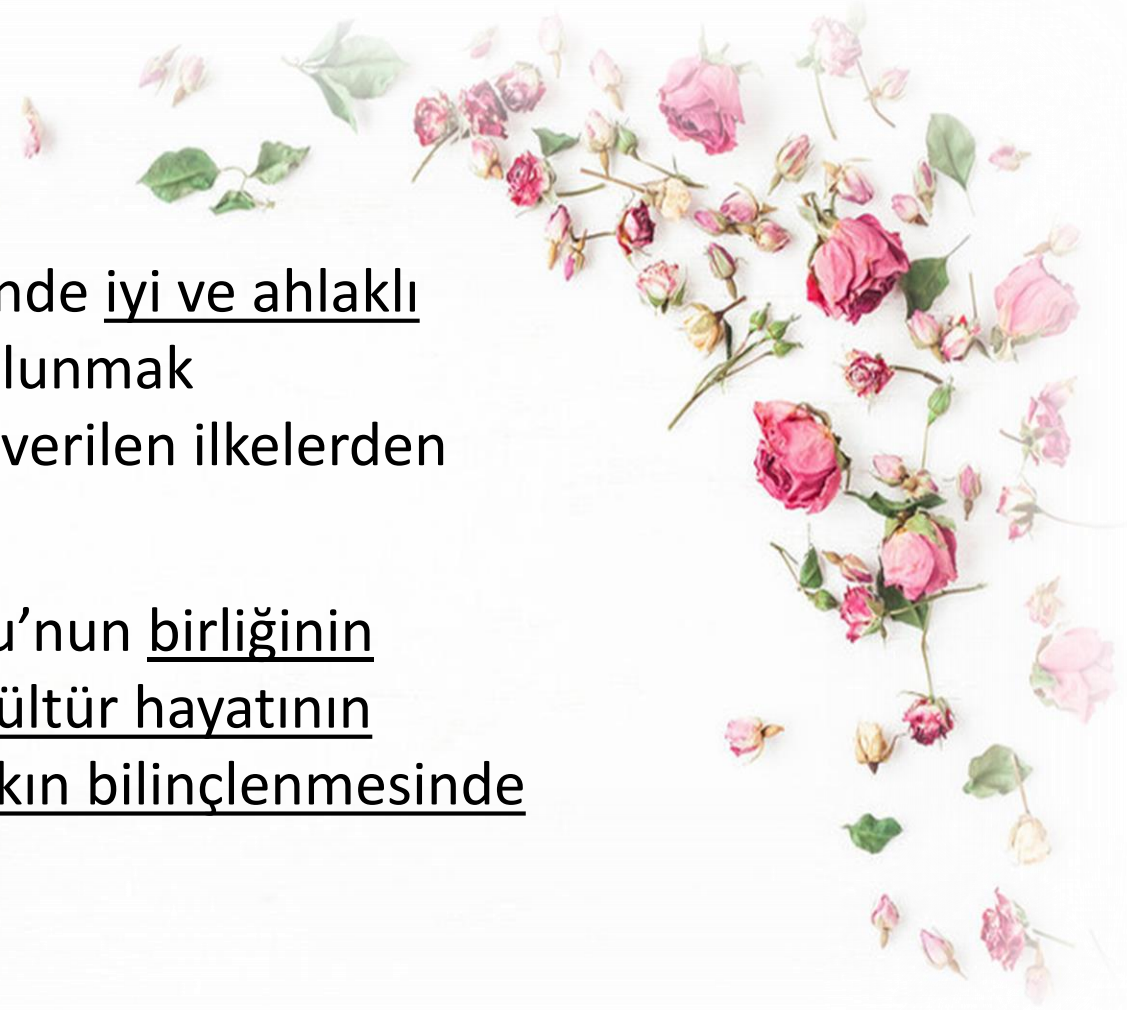 nde iyi ve ahlaklı
lunmak
verilen ilkelerden
u’nun birliğinin
ültür hayatının
kın bilinçlenmesinde